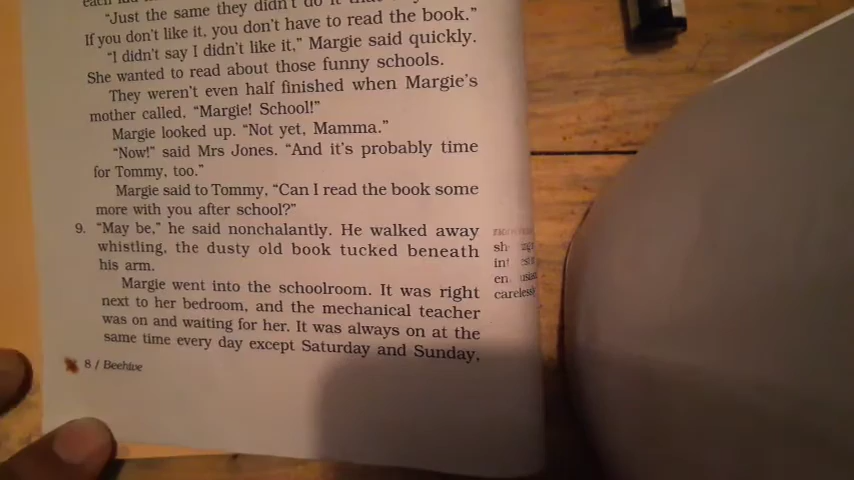 "Just the same they didn't do it
If you don't like it, you don't have to read the book."
"I didn't say I didn't like it," Margie said quickly.
She wanted to read about those funny schools.
They weren't even half finished when Margie's
mother called, "Margie! School!"
Margie looked up. "Not yet, Mamma."
"Now!" said Mrs Jones. "And it's probably time
for Tommy, too."
Margie said to Tommy, "Can I read the book some
more with you after school?"
9. "May be," he said nonchalantly. He walked away
whistling, the dusty old book tucked beneath
his arm.
Margie went into the schoolroom. It was right
next to her bedroom, and the mechanical teacher
was on and waiting for her. It was always on at the
same time every day except Saturday and Sunday,
careless
8 / Beehive